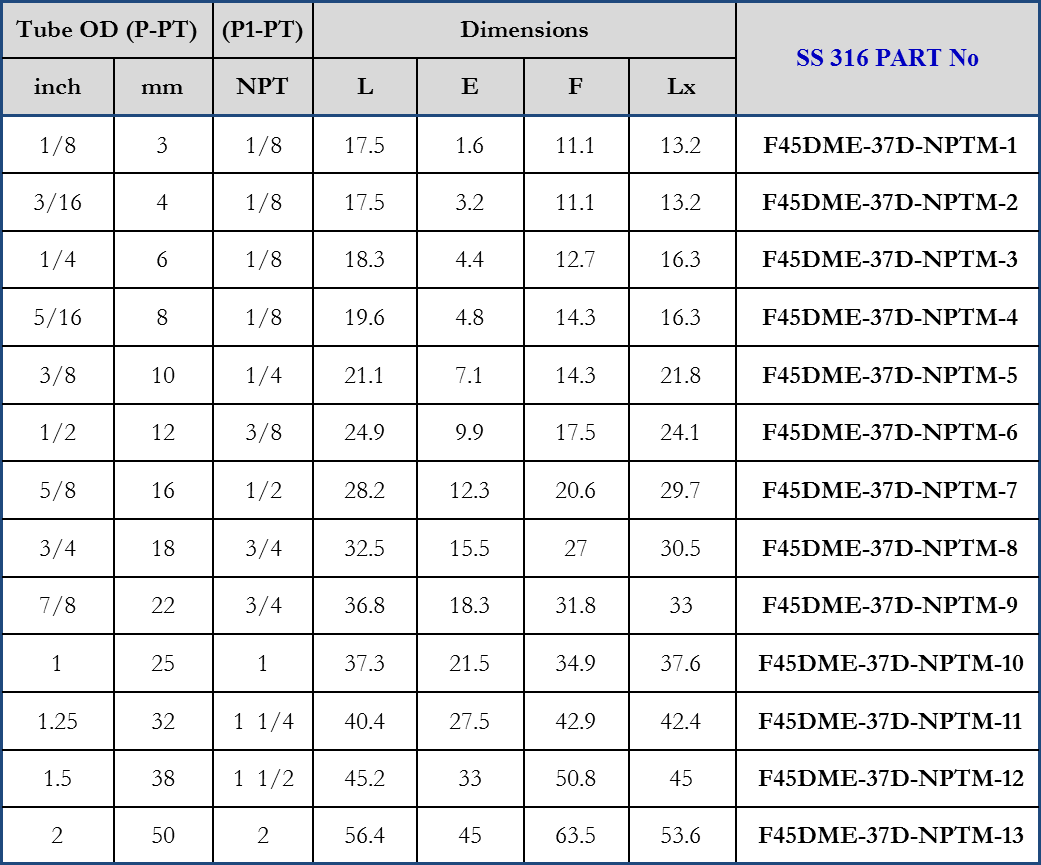 Tube OD (P-PT) (P1-PT) Dimensions SS 316 PART No
inch mm NPT L E F Lx
1/8 3 1/8 17.5 1.6 11.1 13.2 F45DME-37D-NPTM-1
3/16 4 1/8 17.5 3.2 11.1 13.2 F45DME-37D-NPTM-2
1/4 6 1/8 18.3 4.4 12.7 16.3 F45DME-37D-NPTM-3
5/16 8 1/8 19.6 4.8 14.3 16.3 F45DME-37D-NPTM-4
3/8 10 1/4 21.1 7.1 14.3 21.8 F45DME-37D-NPTM-5
1/2 12 3/8 24.9 9.9 17.5 24.1 F45DME-37D-NPTM-6
5/8 16 1/2 28.2 12.3 20.6 29.7 F45DME-37D-NPTM-7
3/4 18 3/4 32.5 15.5 27 30.5 F45DME-37D-NPTM-8
7/8 22 3/4 36.8 18.3 31.8 33 F45DME-37D-NPTM-9
1 25 1 37.3 21.5 34.9 37.6 F45DME-37D-NPTM-10
1.25 32 1 1/4 40.4 27.5 42.9 42.4 F45DME-37D-NPTM-11
1.5 38 1 1/2 45.2 33 50.8 45 F45DME-37D-NPTM-12
2 50 2 56.4 45 63.5 53.6 F45DME-37D-NPTM-13